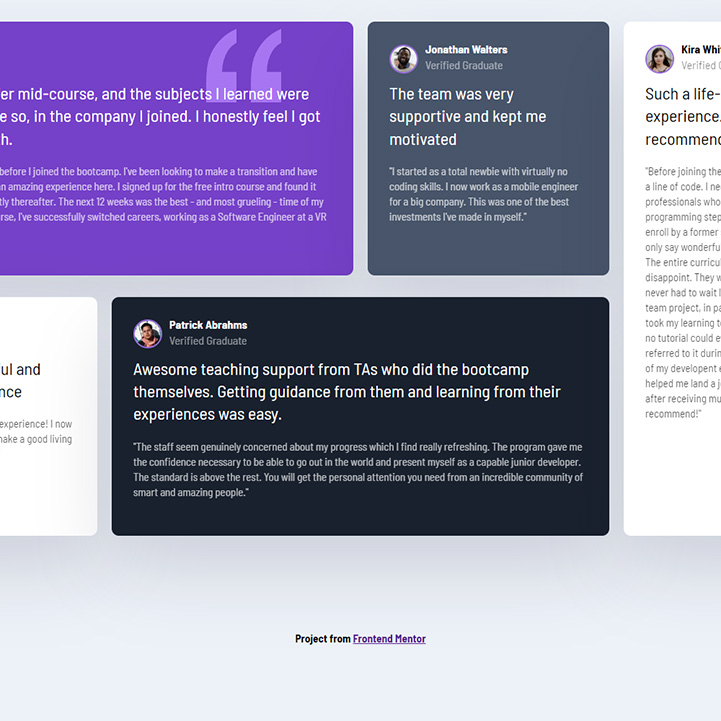 er mid-course, and the subjects I learned were
e so, in the company I joined. I honestly feel I got
h.
before I joined the bootcamp. I've been looking to make a transition and have
n amazing experience here. I signed up for the free intro course and found it
tly thereafter. The next 12 weeks was the best - and most grueling - time of my
rse, I've successfully switched careers, working as a Software Engineer at a VR
Jonathan Walters
Verified Graduate
The team was very
supportive and kept me
motivated
"I started as a total newbie with virtually no
coding skills. I now work as a mobile engineer
for a big company. This was one of the best
investments I've made in myself."
Kira Whi
Verified G
Such a life-
experience.
recommend
"Before joining the
a line of code. I ne
professionals who
programming step
enroll by a former
only say wonderfu
The entire curricul
disappoint. They w
never had to wait l
team project, in pa
took my learning t
no tutorial could e
referred to it durin
of my developent e
helped me land a j
after receiving mu
recommend!"
ul and
nce
experience! I now
make a good living
Patrick Abrahms
Verified Graduate
Awesome teaching support from TAs who did the bootcamp
themselves. Getting guidance from them and learning from their
experiences was easy.
"The staff seem genuinely concerned about my progress which I find really refreshing. The program gave me
the confidence necessary to be able to go out in the world and present myself as a capable junior developer.
The standard is above the rest. You will get the personal attention you need from an incredible community of
smart and amazing people."
Project from Frontend Mentor